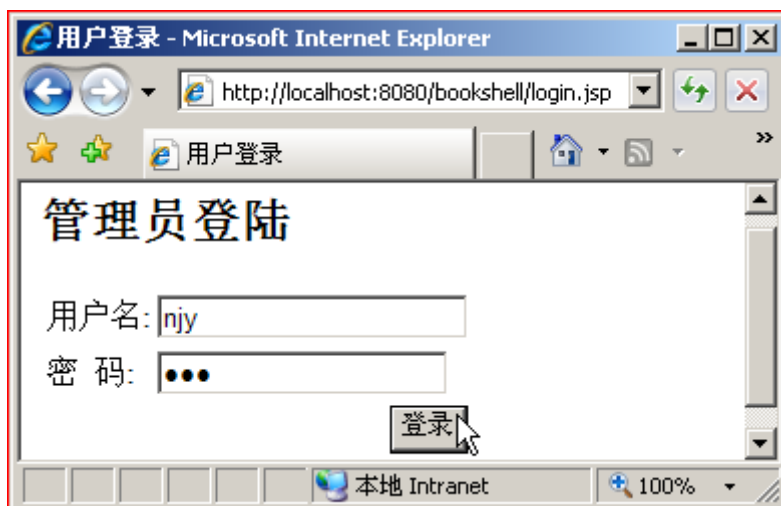 用户登录 - Microsoft Internet Explorer
http://localhost:8080/bookshell/login.jsp
用户登录
管理员登陆
用户名: njy
密 码: ●●●
登录
本地 Intranet 100%